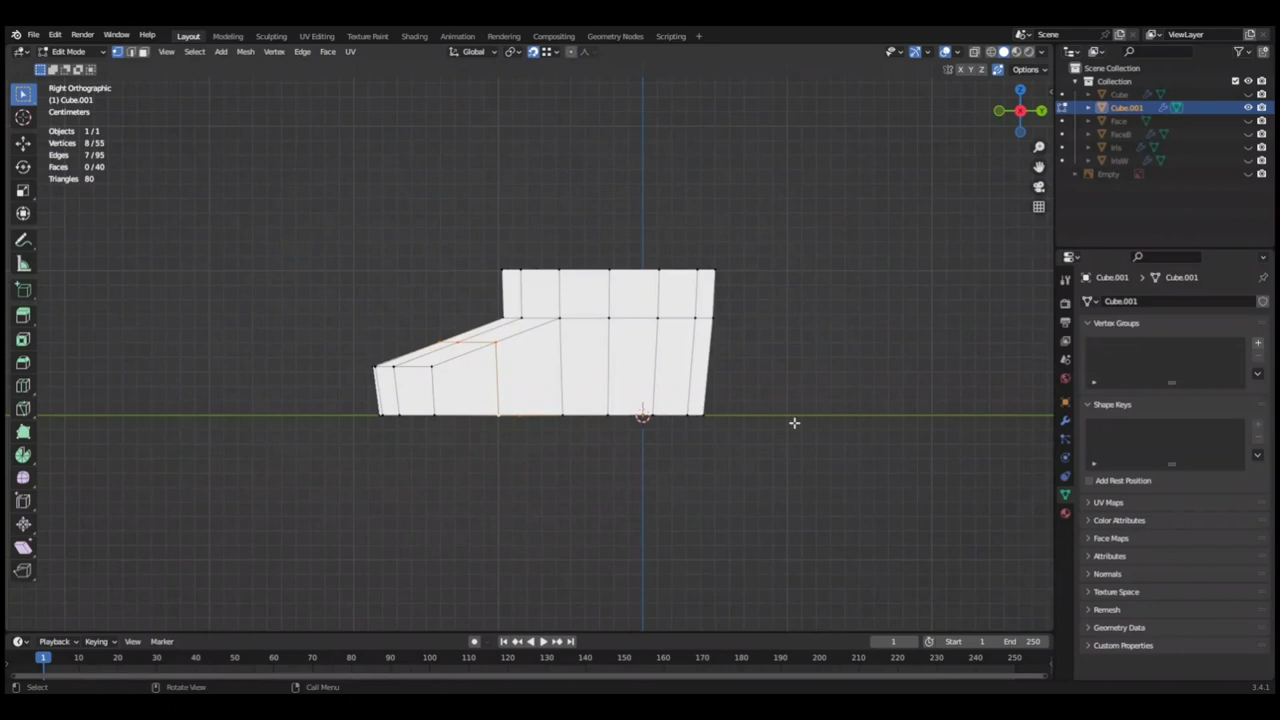 File Edit Render Window Help Layout Modeling Sculpting UV Editing Texture Paint Shading Animation Rendering Compositing Geometry Nodes Scripting + Scene ViewLayer
Edit Mode View Select Add Mesh Vertex Edge Face UV Global
X Y Z Options
Right Orthographic
(1) Cube.001
Centimeters
Objects 1 / 1
Vertices 8 / 55
Edges 7 / 95
Faces 0 / 40
Triangles 80
Z
Y
X
Scene Collection
Collection
Cube
Cube.001
Face
FaceB
Iris
IrisW
Empty
Cube.001 Cube.001
Cube.001
Vertex Groups
Shape Keys
Add Rest Position
UV Maps
Color Attributes
Face Maps
Attributes
Normals
Texture Space
Remesh
Geometry Data
Custom Properties
Playback Keying View Marker 1 Start 1 End 250
1 10 20 30 40 50 60 70 80 90 100 110 120 130 140 150 160 170 180 190 200 210 220 230 240 250
Select Rotate View Call Menu 3.4.1